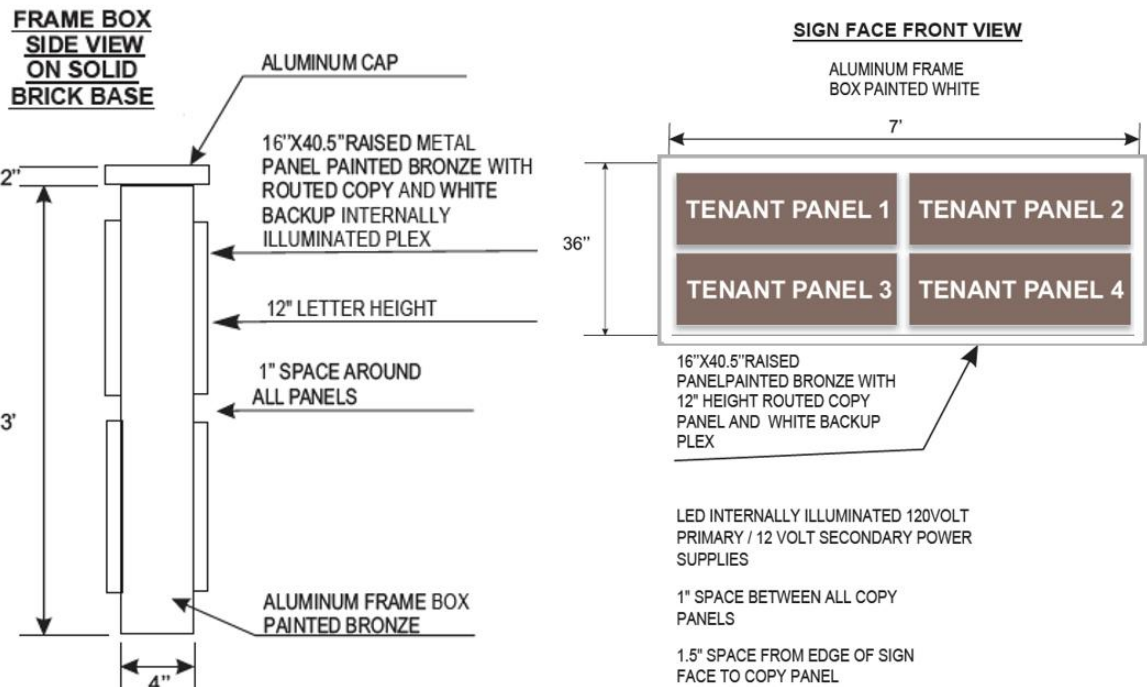 FRAME BOX
SIDE VIEW
ON SOLID
BRICK BASE
ALUMINUM CAP
2"
16"X40.5"RAISED METAL
PANEL PAINTED BRONZE WITH
ROUTED COPY AND WHITE
BACKUP INTERNALLY
ILLUMINATED PLEX
12" LETTER HEIGHT
1" SPACE AROUND
ALL PANELS
3'
ALUMINUM FRAME BOX
PAINTED BRONZE
4"
SIGN FACE FRONT VIEW
ALUMINUM FRAME
BOX PAINTED WHITE
7'
36"
TENANT PANEL 1
TENANT PANEL 2
TENANT PANEL 3
TENANT PANEL 4
16"X40.5"RAISED
PANELPAINTED BRONZE WITH
12" HEIGHT ROUTED COPY
PANEL AND WHITE BACKUP
PLEX
LED INTERNALLY ILLUMINATED 120VOLT
PRIMARY / 12 VOLT SECONDARY POWER
SUPPLIES
1" SPACE BETWEEN ALL COPY
PANELS
1.5" SPACE FROM EDGE OF SIGN
FACE TO COPY PANEL